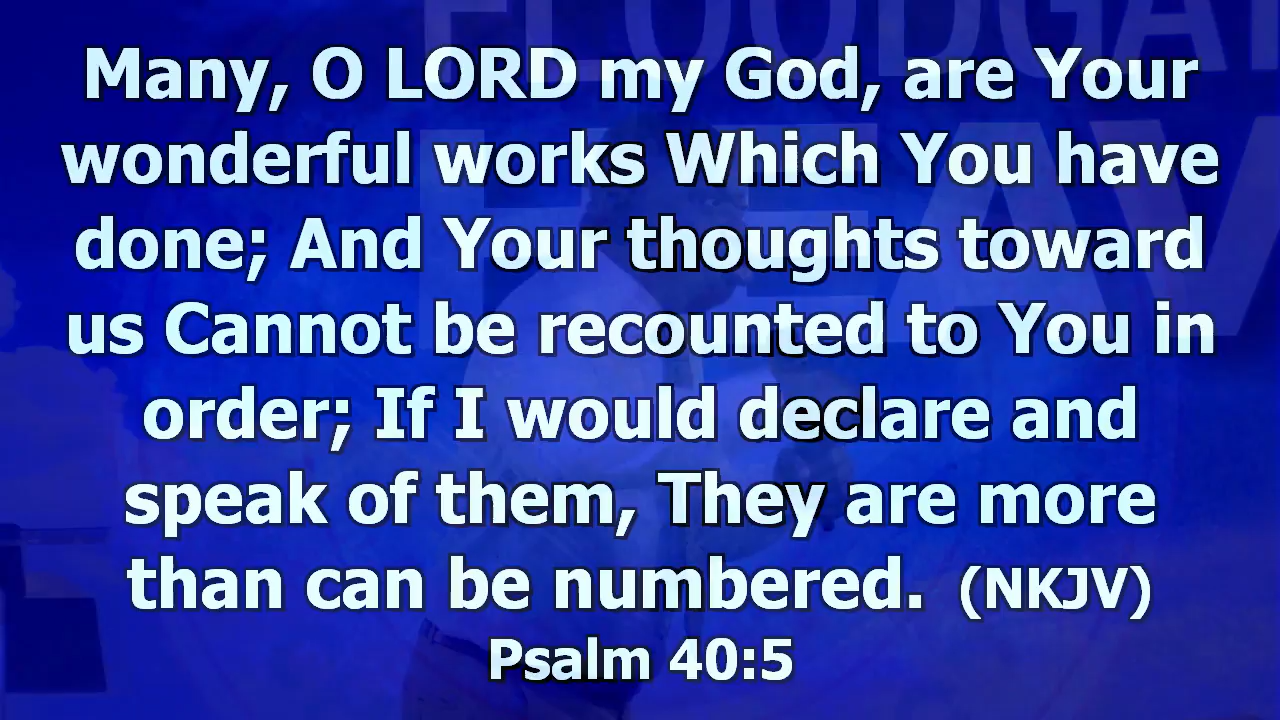 FLOODGA
HEAV
Many, O LORD my God, are Your
wonderful works Which You have
done; And Your thoughts toward
us Cannot be recounted to You in
order; If I would declare and
speak of them, They are more
than can be numbered. (NKJV)
Psalm 40:5